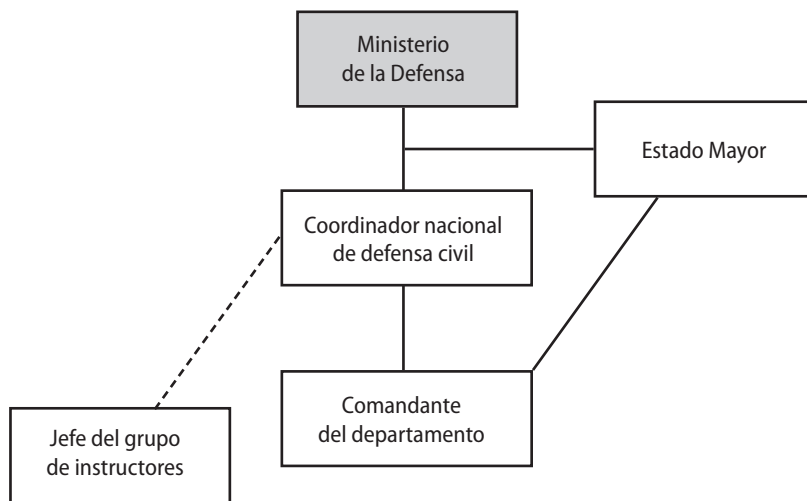 Ministerio
de la Defensa
Estado Mayor
Coordinador nacional
de defensa civil
Comandante
del departamento
Jefe del grupo
de instructores